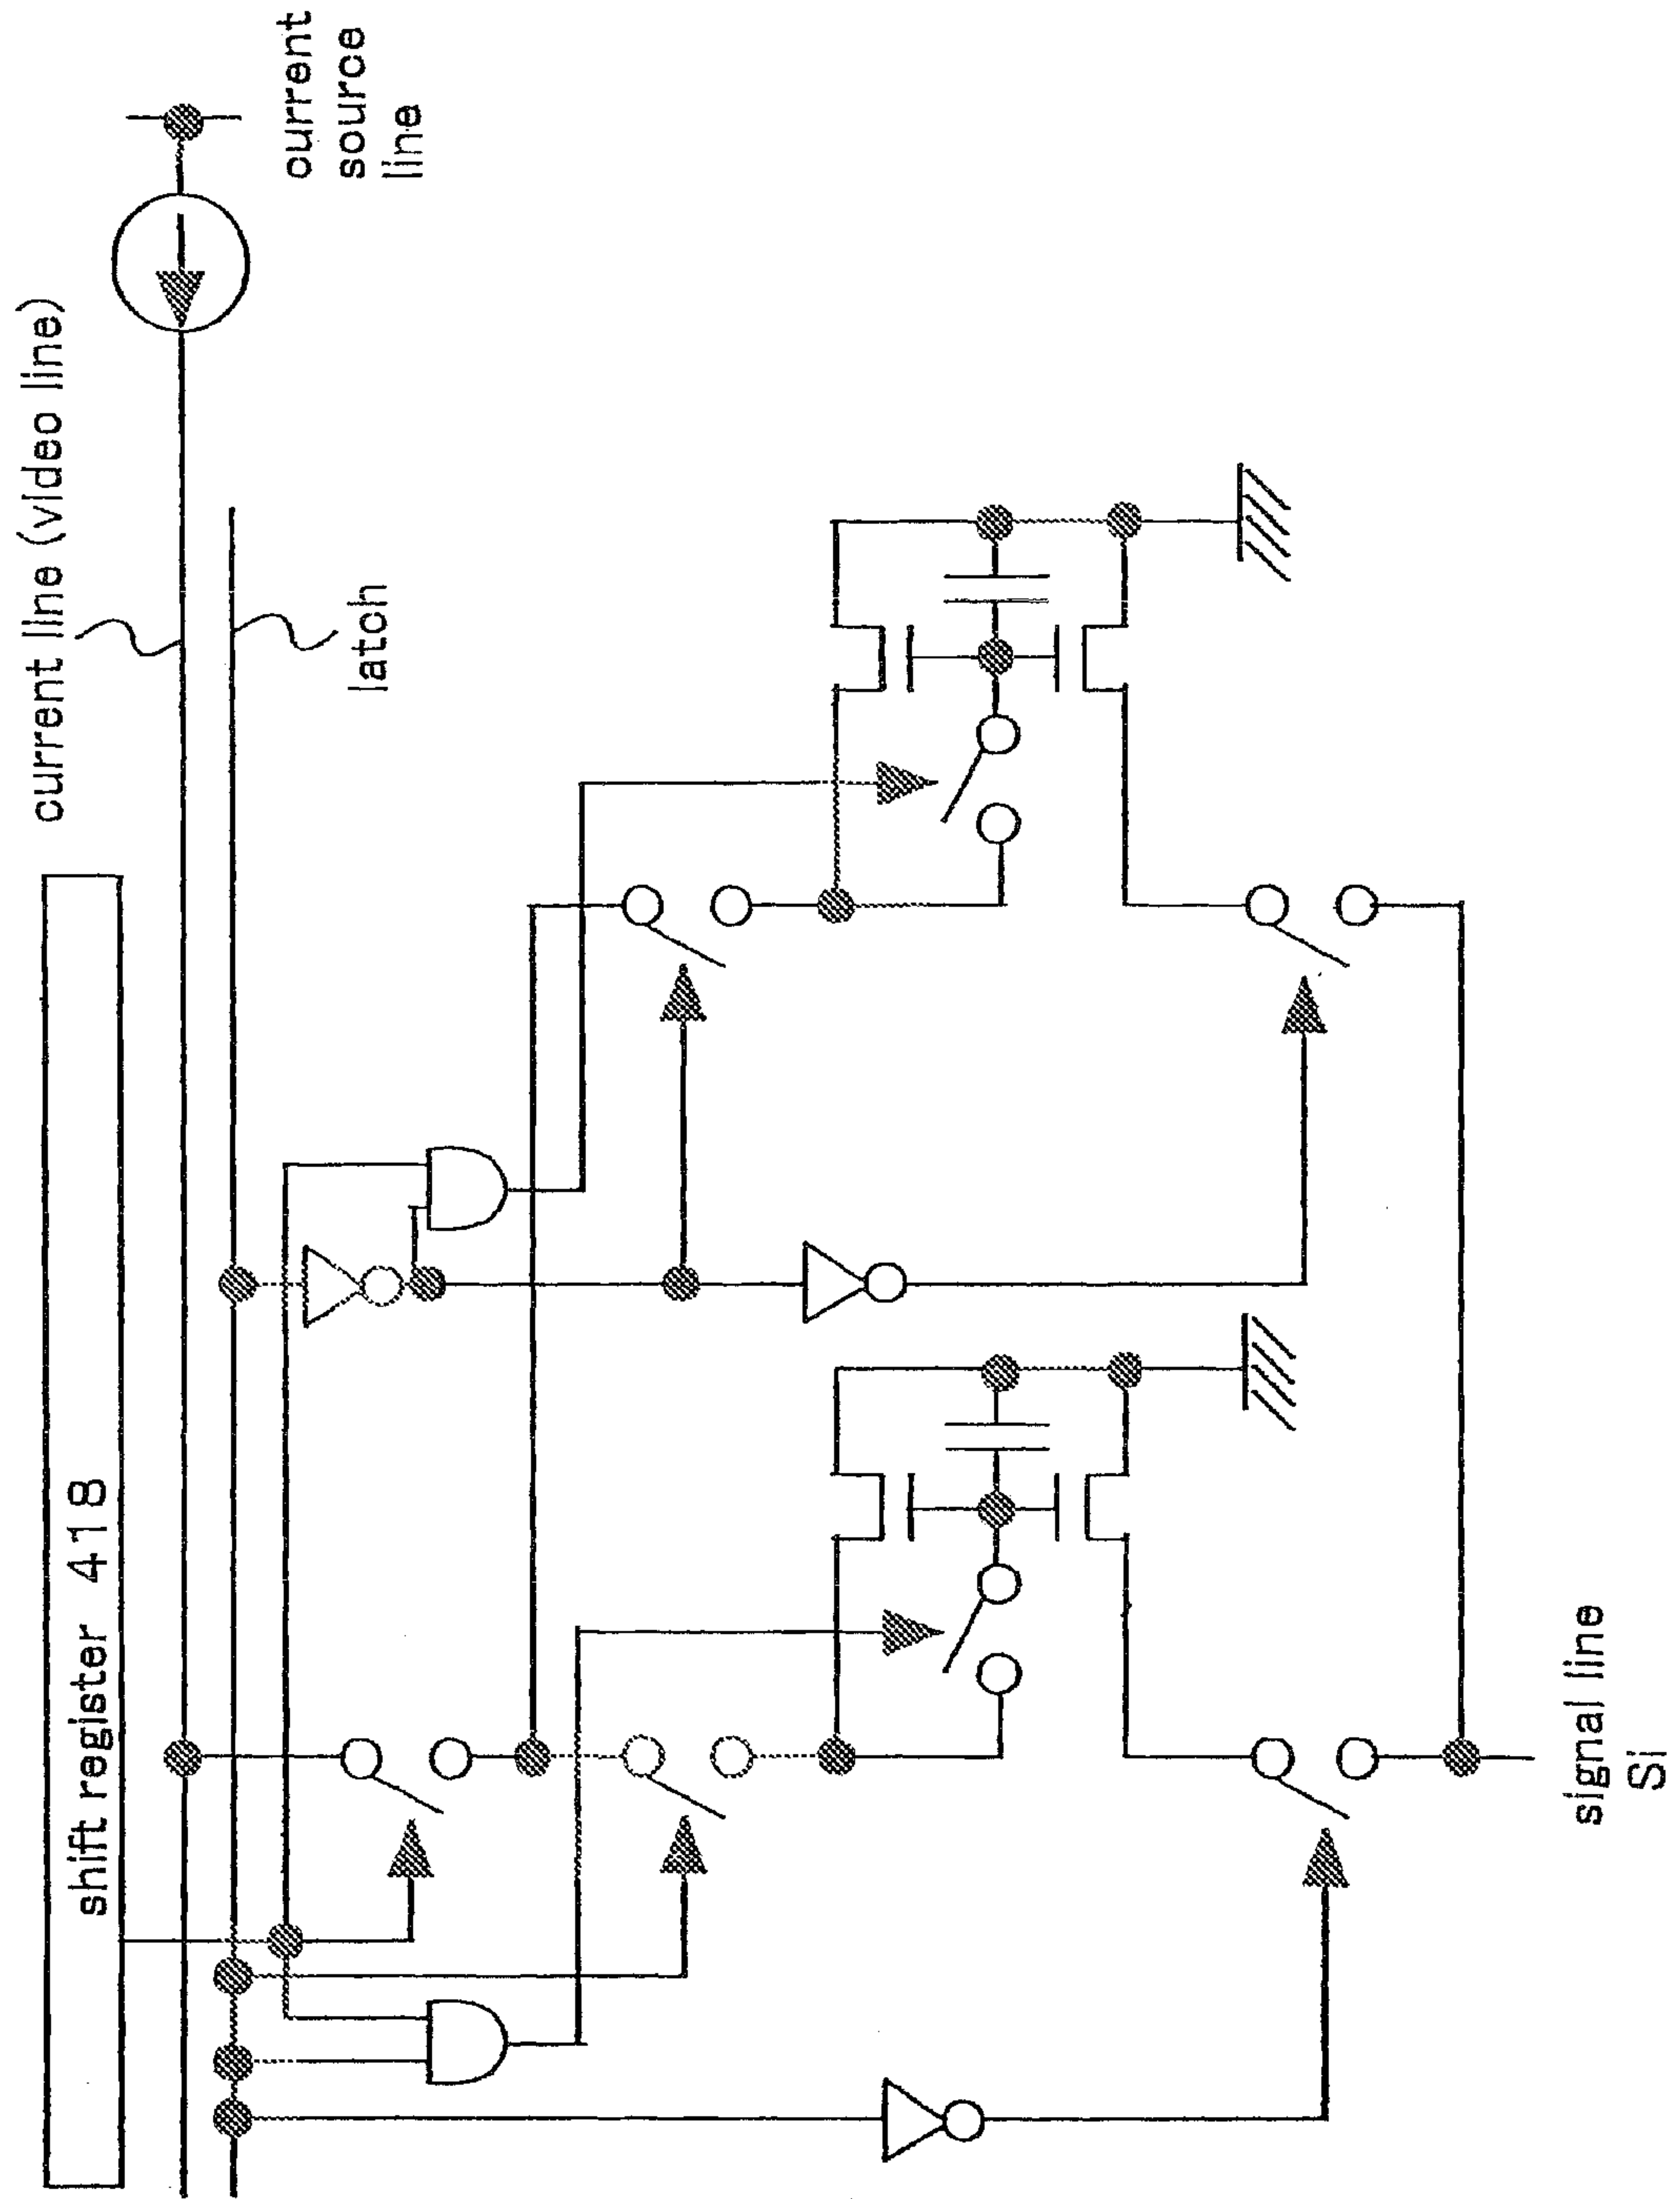 current line (video line)
shift register 418
current
source
line
latch
signal line
Si